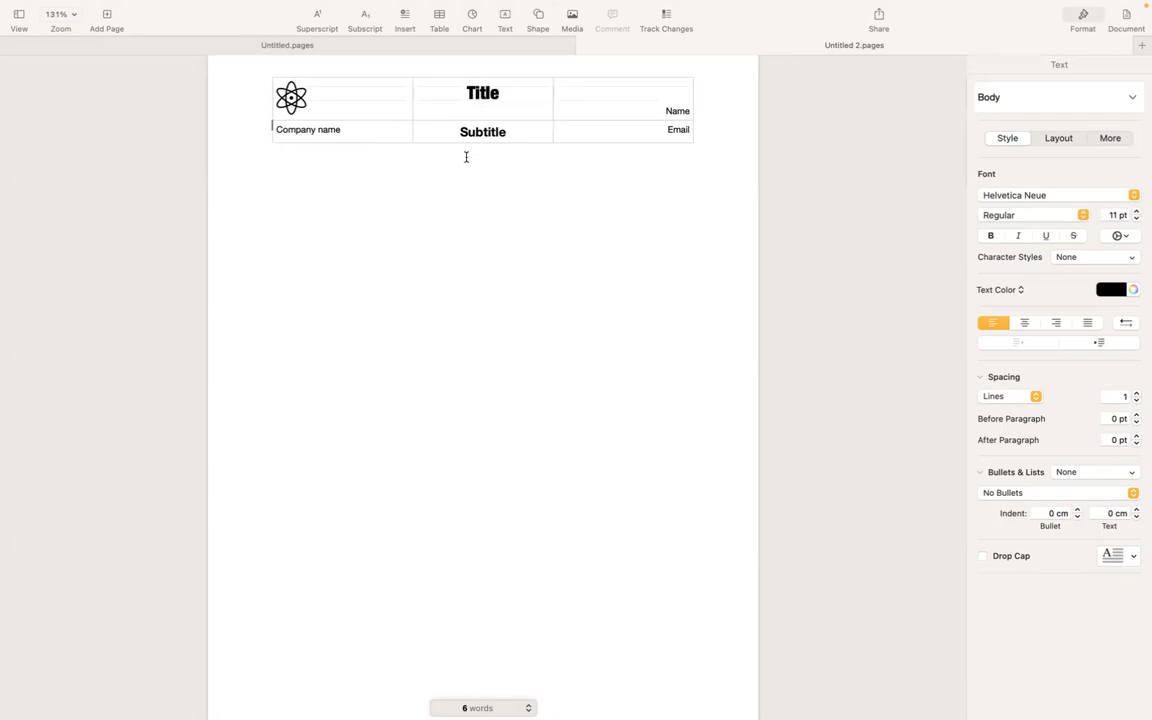 131%
View
Zoom
Add Page
Superscript
Subscript
Insert
Table
Chart
Text
Shape
Media
Comment
Track Changes
Share
Format
Document
Untitled.pages
Untitled 2.pages
Title
Name
Company name
Subtitle
Email
6 words
Text
Body
Style
Layout
More
Font
Helvetica Neue
Regular
11 pt
B I U S
Character Styles None
Text Color
Spacing
Lines 1
Before Paragraph 0 pt
After Paragraph 0 pt
Bullets & Lists None
No Bullets
Indent: 0 cm 0 cm
Bullet Text
Drop Cap